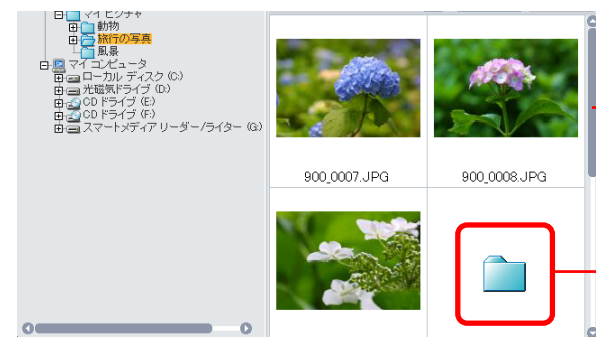 マイ ピクチャ
動物
旅行の写真
風景
マイ コンピュータ
ローカル ディスク (C:)
光磁気ドライブ (D:)
CD ドライブ (E:)
CD ドライブ (F:)
スマートメディア リーダー/ライター (G:)
900_0007.JPG
900_0008.JPG